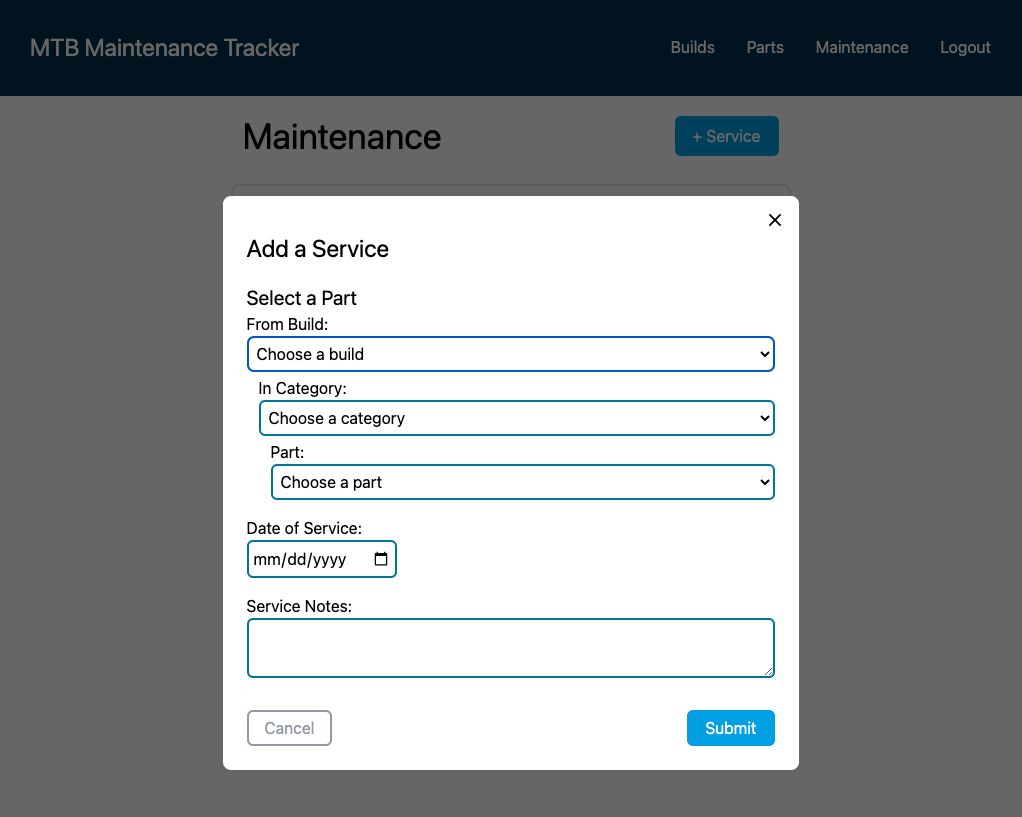 MTB Maintenance Tracker Builds Parts Maintenance Logout
Maintenance + Service
Add a Service
Select a Part
From Build:
Choose a build
In Category:
Choose a category
Part:
Choose a part
Date of Service:
mm/dd/yyyy
Service Notes:
Cancel Submit